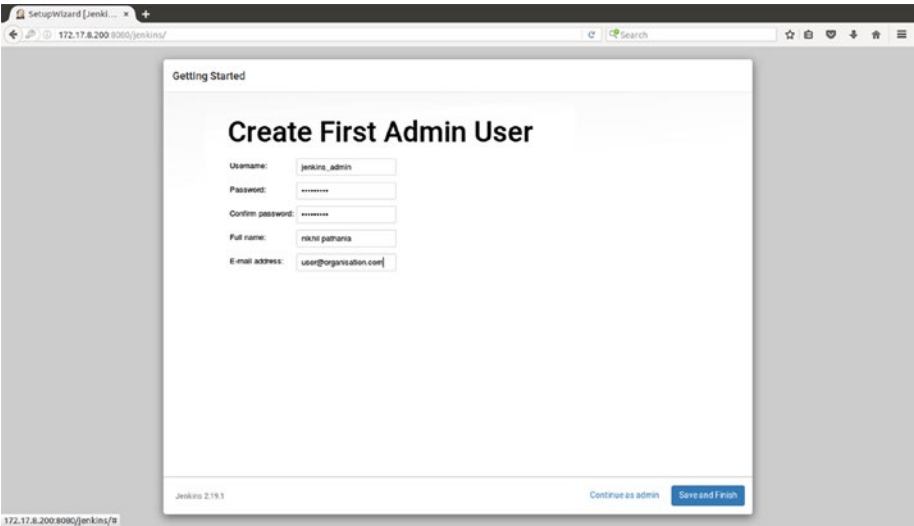 SetupWizard [Jenki...
172.17.8.200:8080/jenkins/
Search
Getting Started
Create First Admin User
Username: jenkins_admin
Password: ••••••••••
Confirm password: ••••••••••
Full name: nikhil pathania
E-mail address: user@organisation.com
Jenkins 2.19.1
Continue as admin
Save and Finish
172.17.8.200:8080/jenkins/#